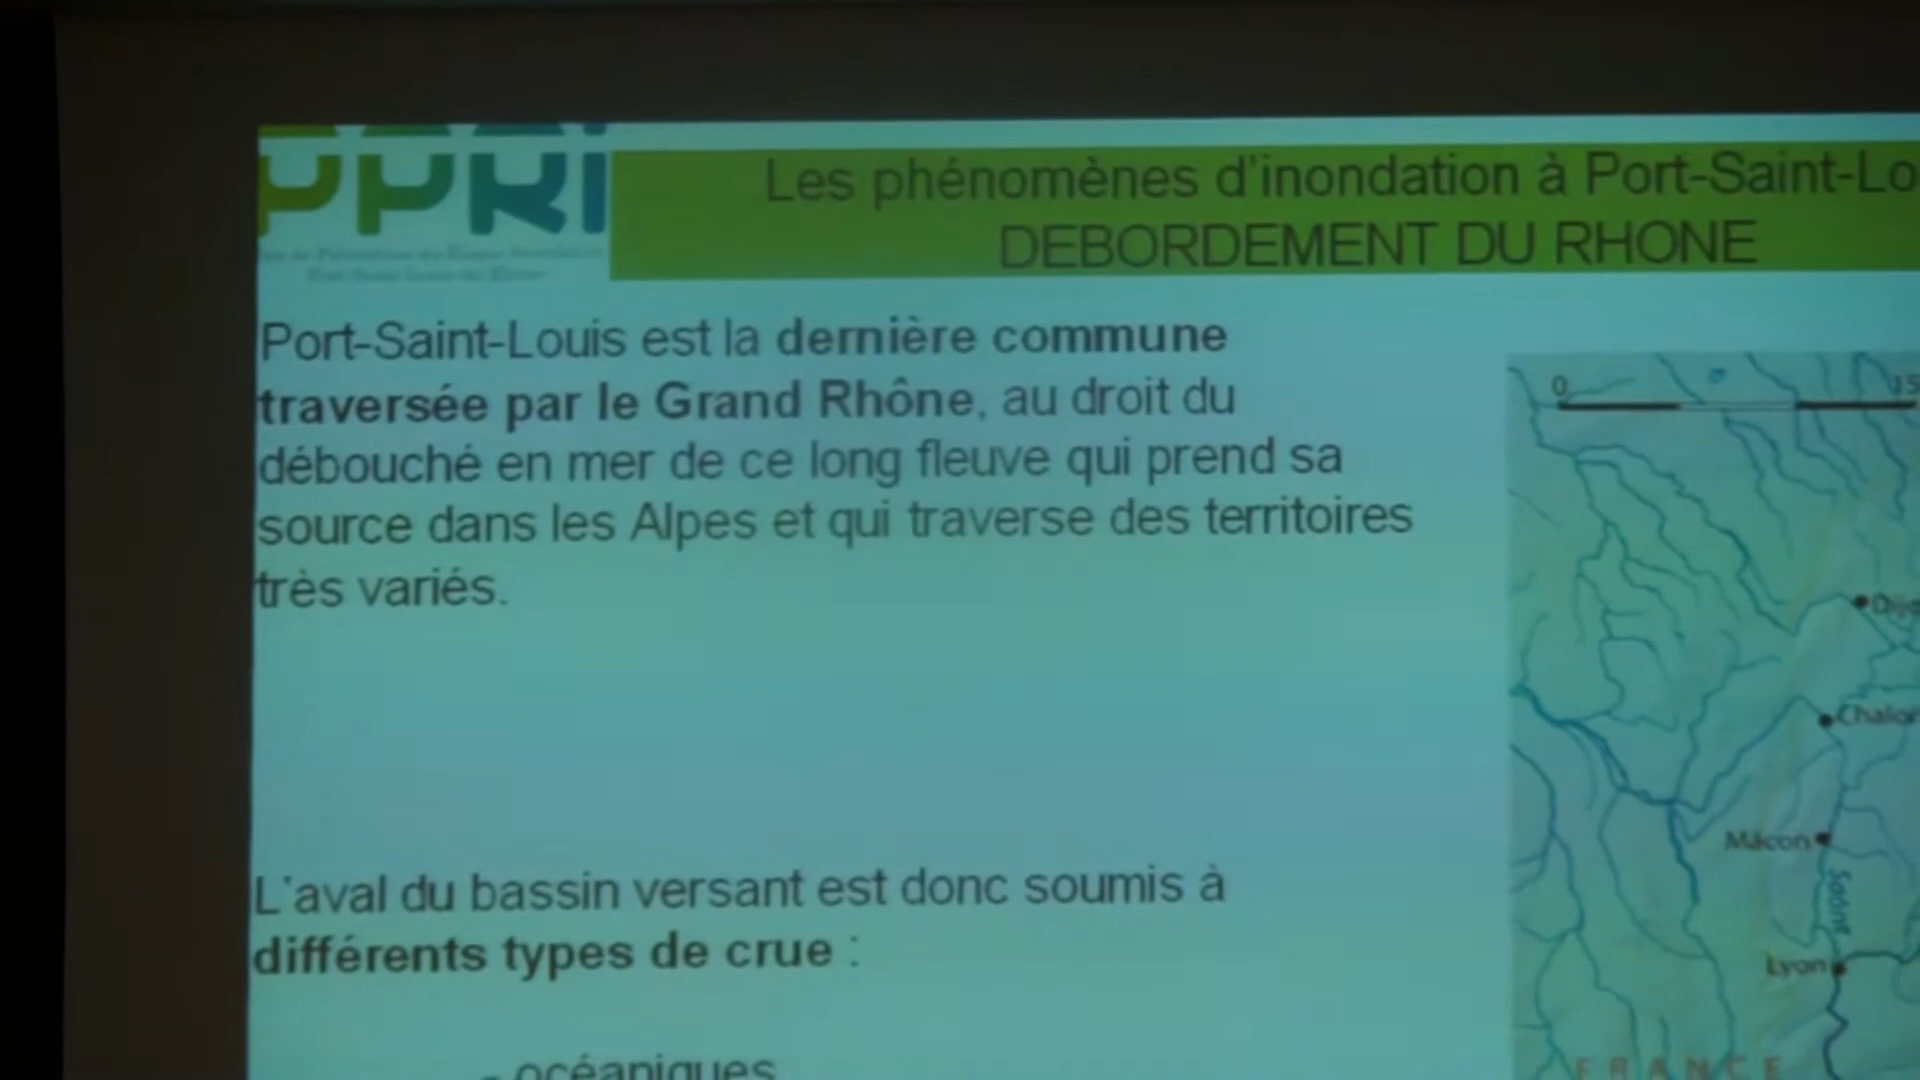 PPRI
Les phénomènes d'inondation à Port-Saint-Lo
DEBORDEMENT DU RHONE
Port-Saint-Louis est la dernière commune
traversée par le Grand Rhône, au droit du
débouché en mer de ce long fleuve qui prend sa
source dans les Alpes et qui traverse des territoires
très variés.
L'aval du bassin versant est donc soumis à
différents types de crue :
- océaniques
0
Chalon
Mâcon
Saône
Lyon
FRANCE